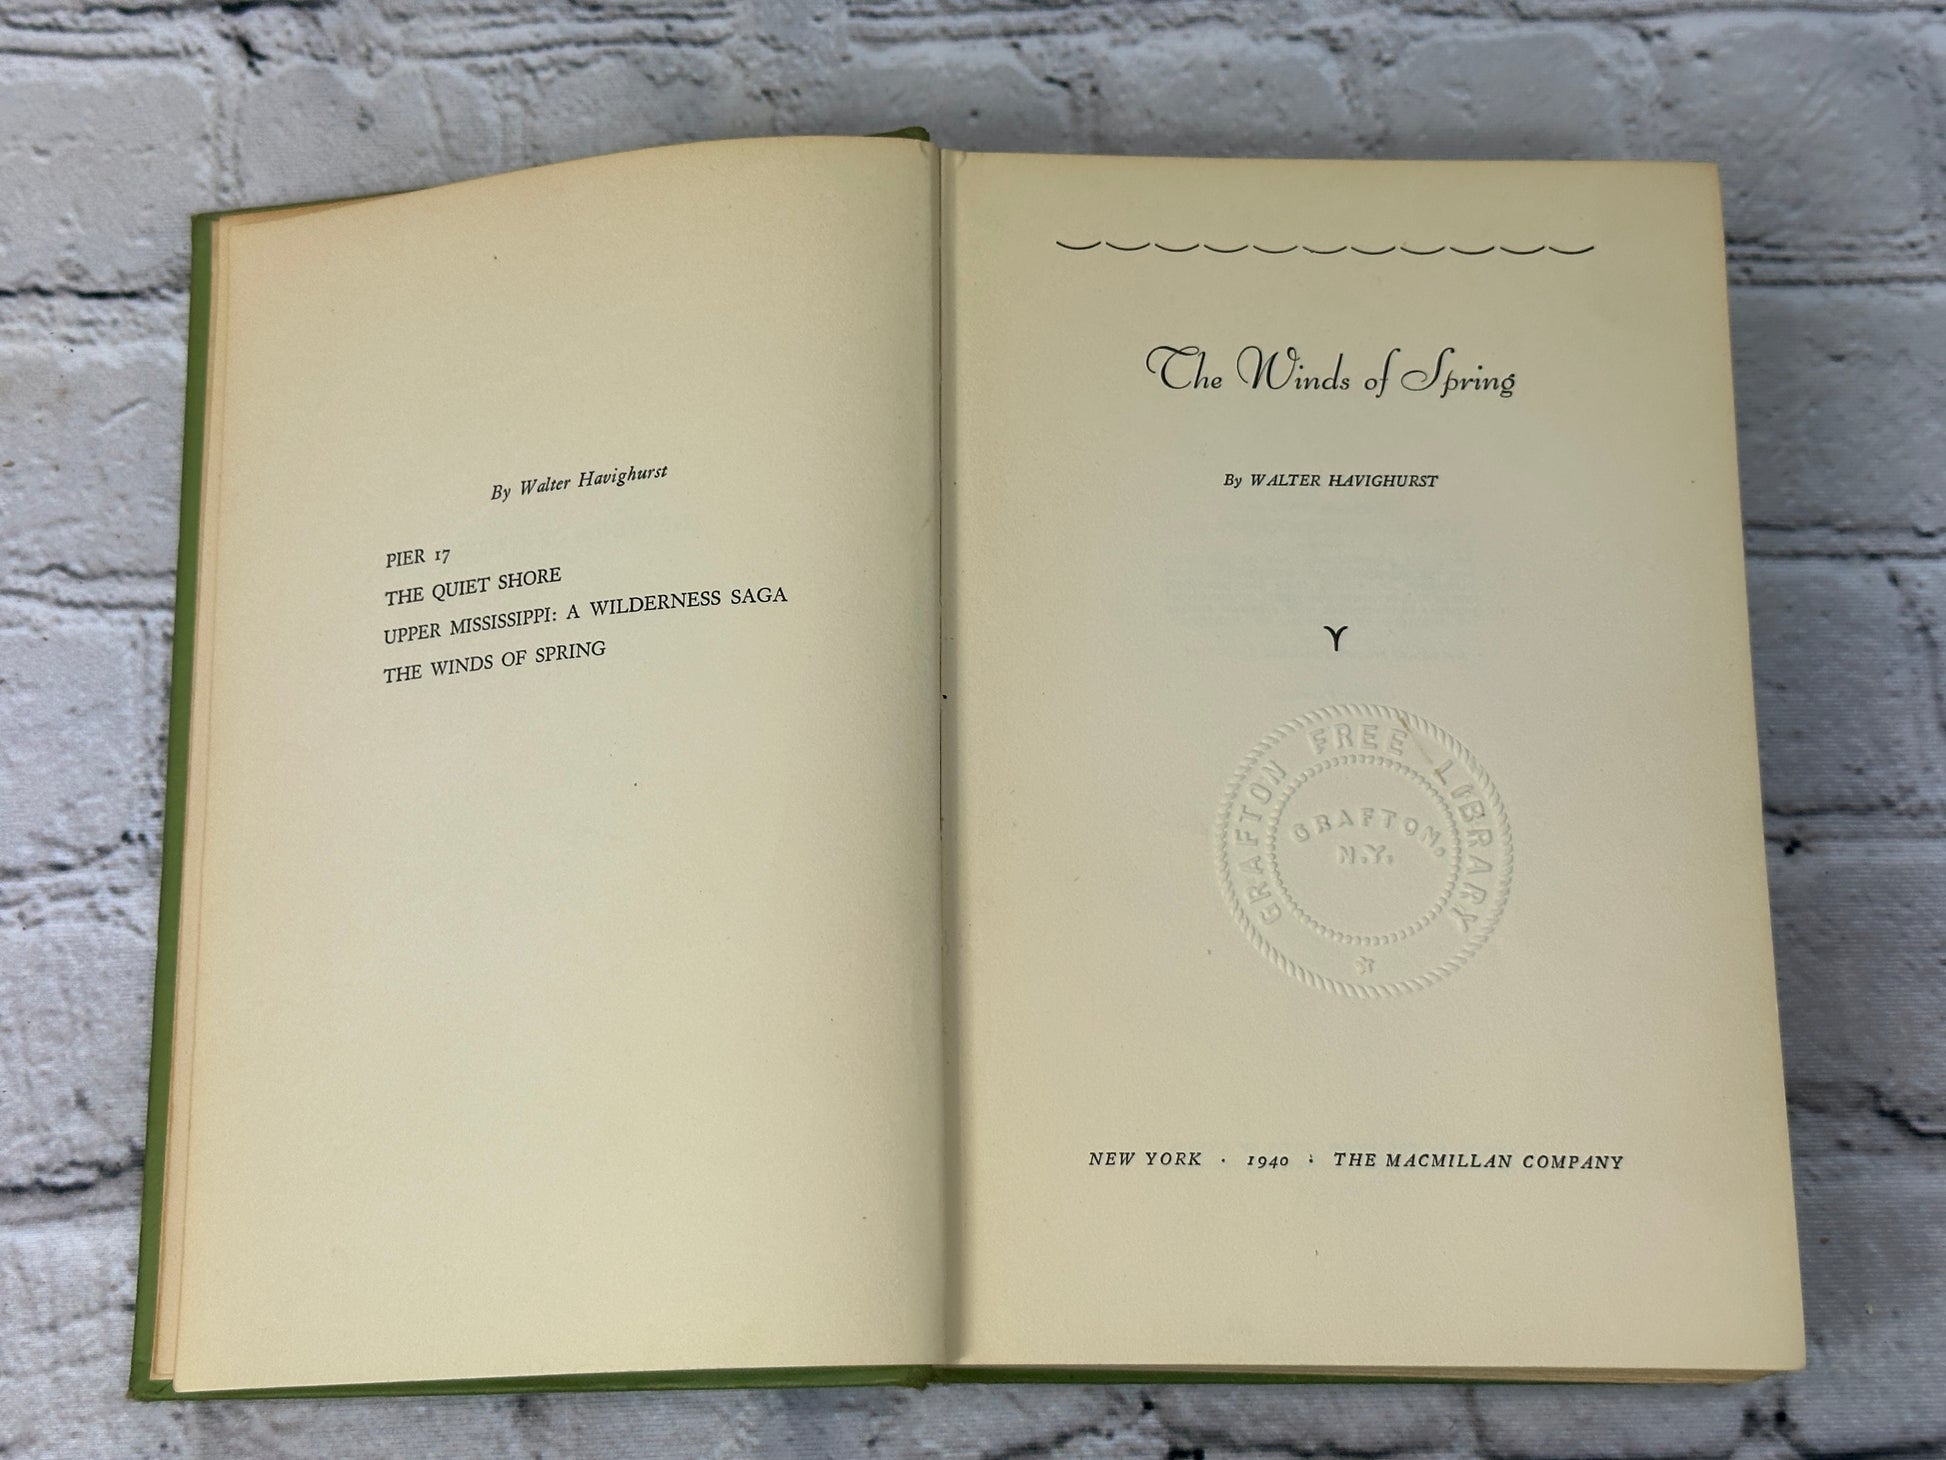 By Walter Havighurst
PIER 17
THE QUIET SHORE
UPPER MISSISSIPPI: A WILDERNESS SAGA
THE WINDS OF SPRING
The Winds of Spring
By WALTER HAVIGHURST
GRAFTON FREE LIBRARY
GRAFTON,
N.Y.
NEW YORK · 1940 · THE MACMILLAN COMPANY